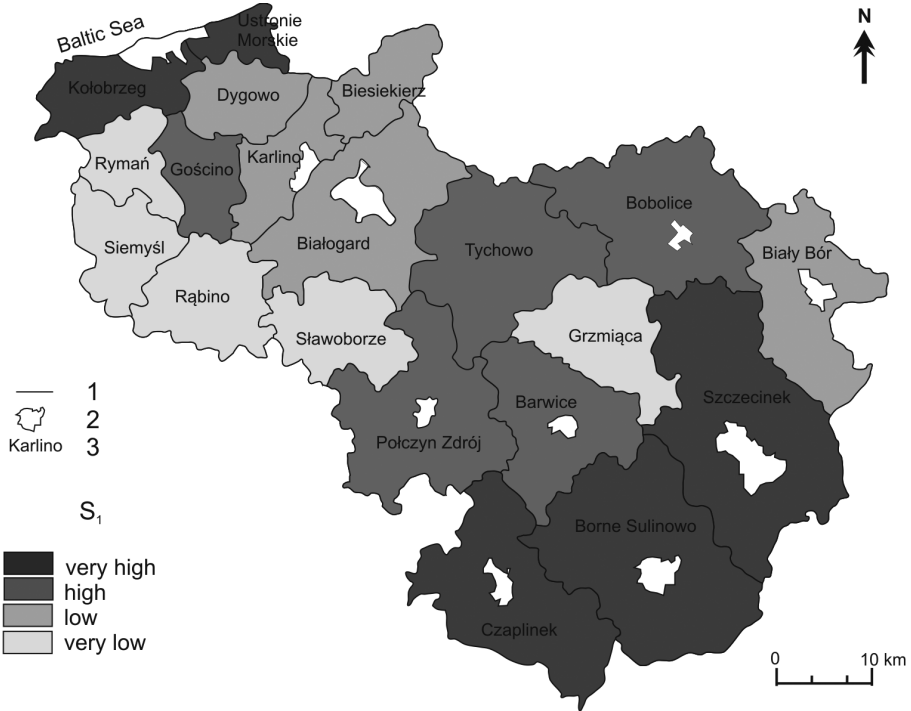 Baltic Sea
Ustronie
Morskie
N
Kołobrzeg
Dygowo
Biesiekierz
Rymań
Gościno
Karlino
Bobolice
Siemyśl
Białogard
Tychowo
Biały Bór
Rąbino
Sławoborze
Grzmiąca
1
2
Karlino 3
Barwice
Szczecinek
Połczyn Zdrój
S1
Borne Sulinowo
very high
high
low
very low
Czaplinek
0 10 km